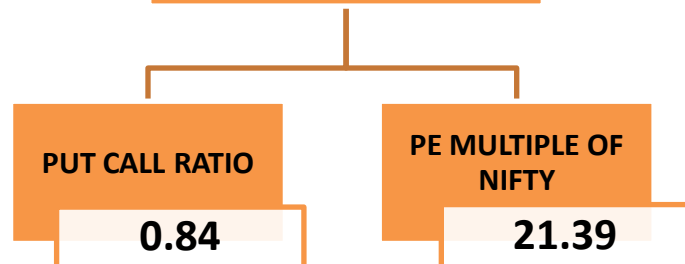 PUT CALL RATIO
0.84
PE MULTIPLE OF
NIFTY
21.39